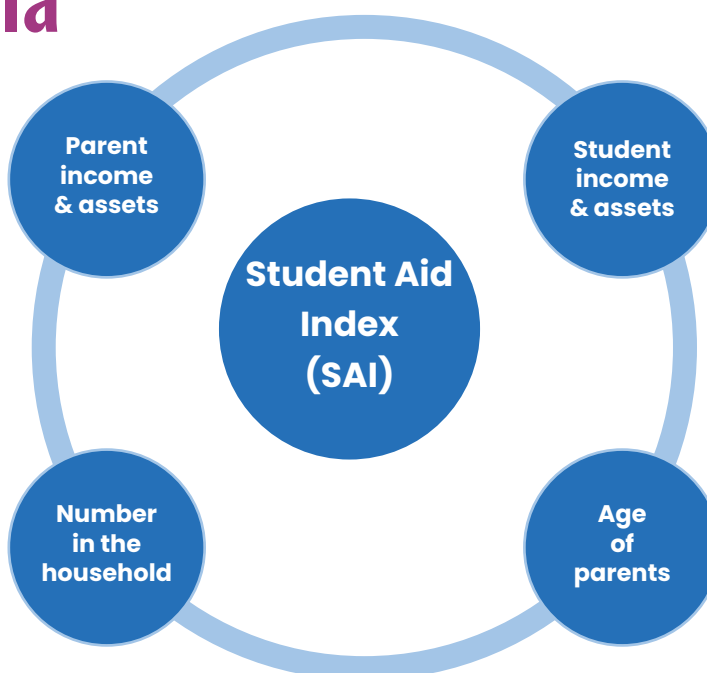 Parent
income
& assets
Student
income
& assets
Student Aid
Index
(SAI)
Number
in the
household
Age
of
parents